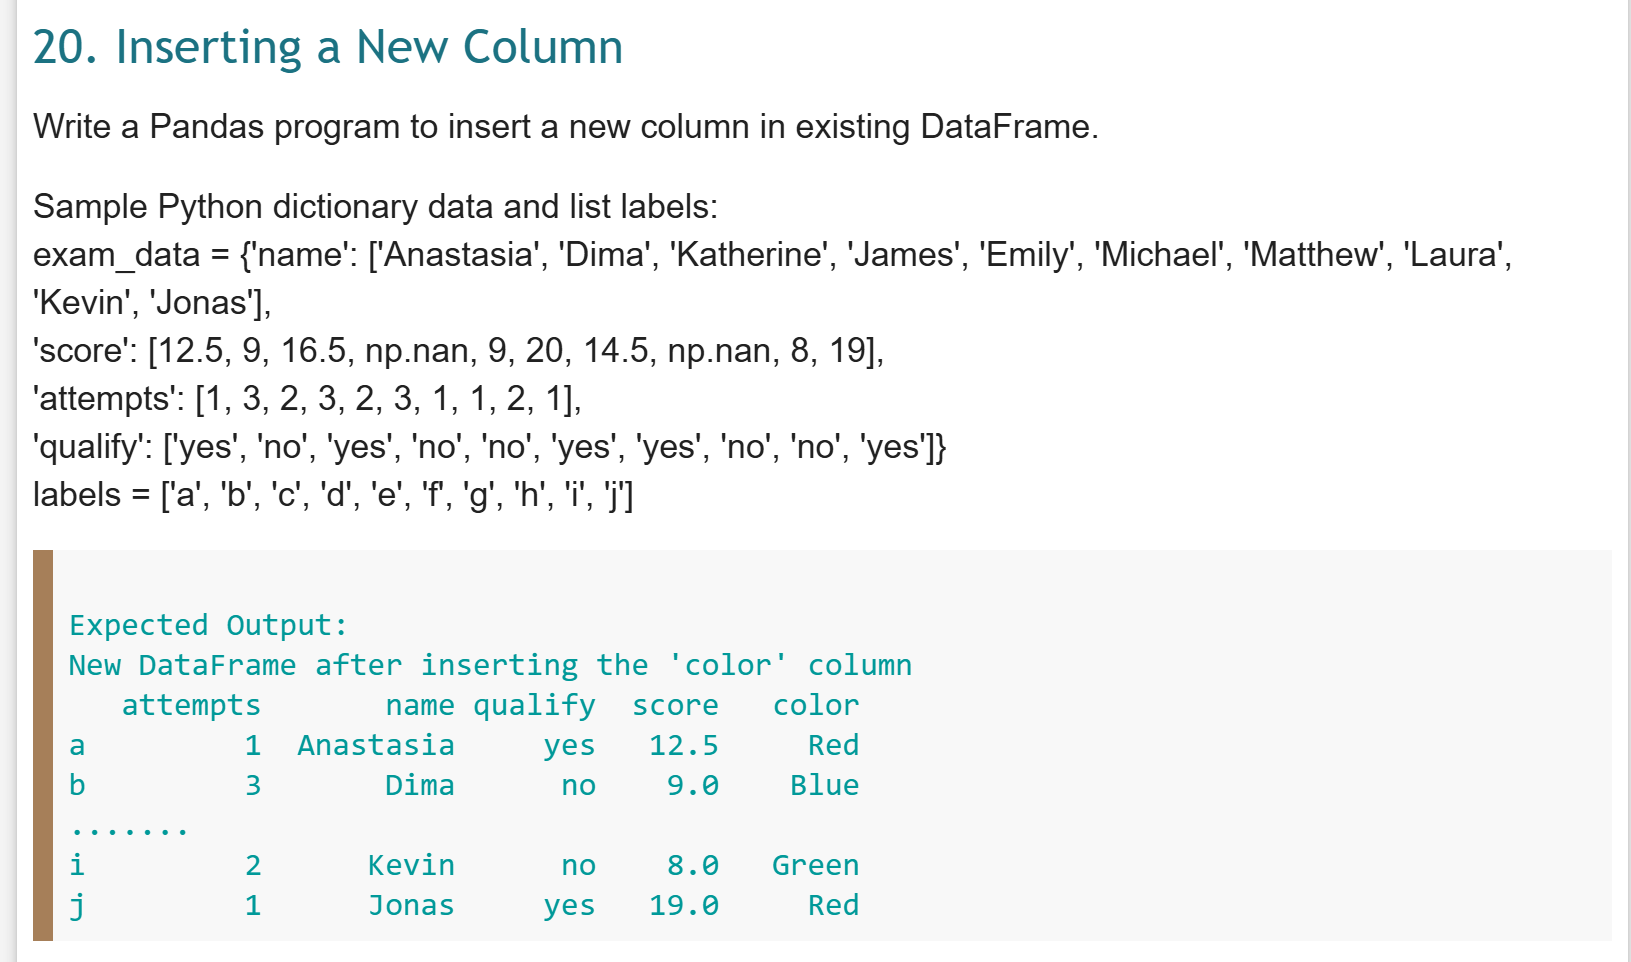 20. Inserting a New Column
Write a Pandas program to insert a new column in existing DataFrame.
Sample Python dictionary data and list labels:
exam_data = {'name': ['Anastasia', 'Dima', 'Katherine', 'James', 'Emily', 'Michael', 'Matthew', 'Laura',
'Kevin', 'Jonas'],
'score': [12.5, 9, 16.5, np.nan, 9, 20, 14.5, np.nan, 8, 19],
'attempts': [1, 3, 2, 3, 2, 3, 1, 1, 2, 1],
'qualify': ['yes', 'no', 'yes', 'no', 'no', 'yes', 'yes', 'no', 'no', 'yes']}
labels = ['a', 'b', 'c', 'd', 'e', 'f', 'g', 'h', 'i', 'j']
Expected Output:
New DataFrame after inserting the 'color' column
   attempts       name qualify  score   color
a         1  Anastasia     yes   12.5     Red
b         3       Dima      no    9.0    Blue
.......
i         2      Kevin      no    8.0   Green
j         1      Jonas     yes   19.0     Red